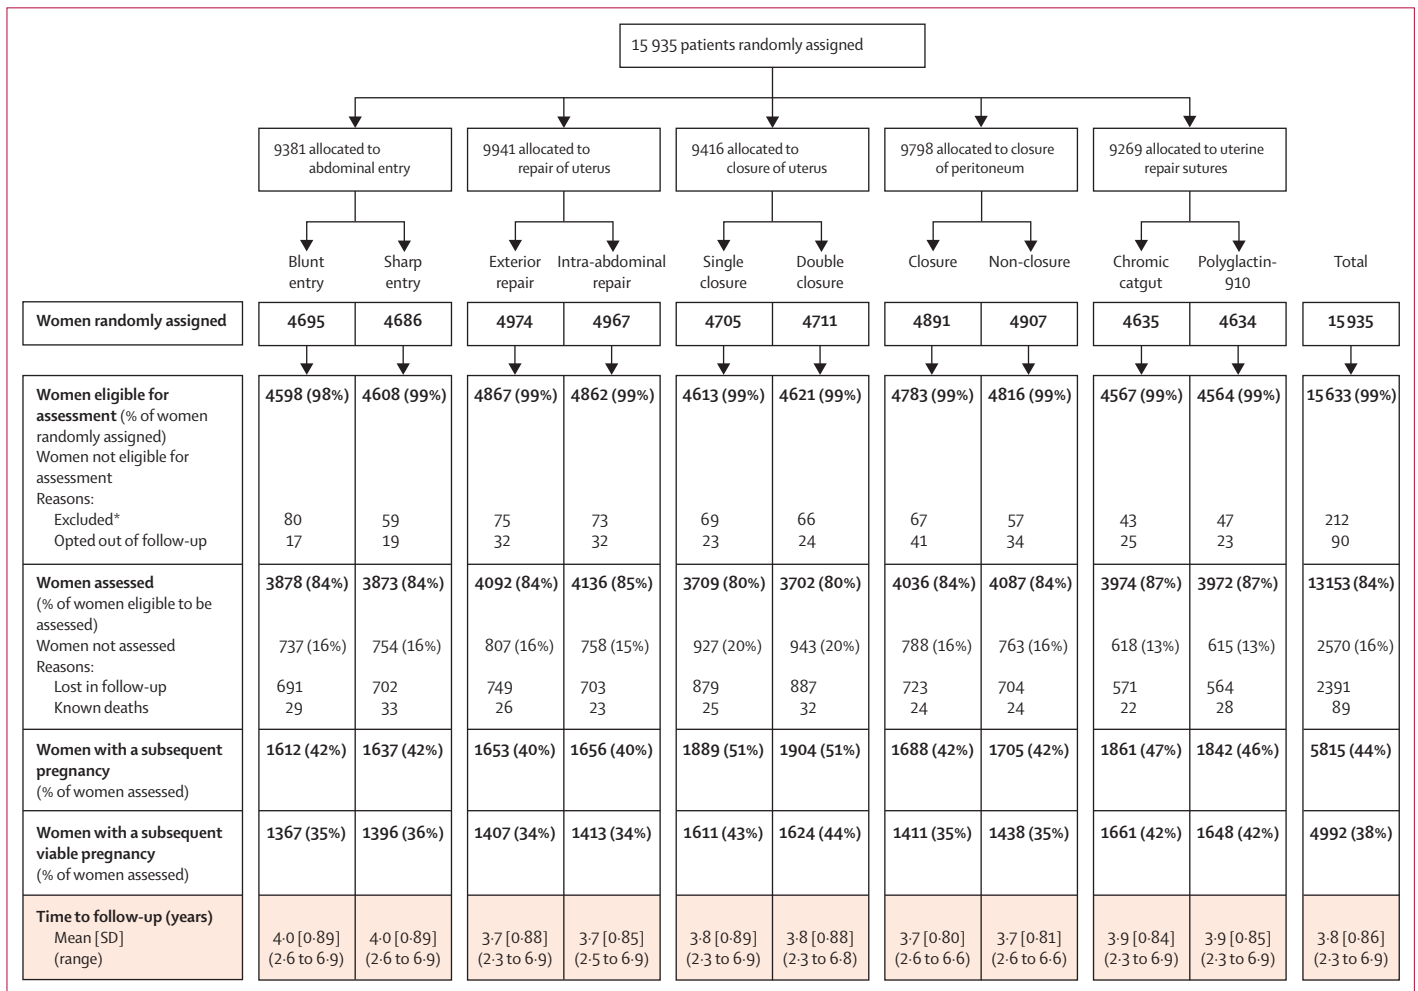 15 935 patients randomly assigned
9381 allocated to
abdominal entry
9941 allocated to
repair of uterus
9416 allocated to
closure of uterus
9798 allocated to closure
of peritoneum
9269 allocated to uterine
repair sutures
Blunt
entry
Sharp
entry
Exterior
repair
Intra-abdominal
repair
Single
closure
Double
closure
Closure
Non-closure
Chromic
catgut
Polyglactin-
910
Total
Women randomly assigned 4695 4686 4974 4967 4705 4711 4891 4907 4635 4634 15 935
Women eligible for 4598 (98%) 4608 (99%) 4867 (99%) 4862 (99%) 4613 (99%) 4621 (99%) 4783 (99%) 4816 (99%) 4567 (99%) 4564 (99%) 15 633 (99%)
assessment (% of women
randomly assigned)
Women not eligible for
assessment
Reasons:
Excluded* 80 59 75 73 69 66 67 57 43 47 212
Opted out of follow-up 17 19 32 32 23 24 41 34 25 23 90
Women assessed 3878 (84%) 3873 (84%) 4092 (84%) 4136 (85%) 3709 (80%) 3702 (80%) 4036 (84%) 4087 (84%) 3974 (87%) 3972 (87%) 13 153 (84%)
(% of women eligible to be
assessed)
Women not assessed 737 (16%) 754 (16%) 807 (16%) 758 (15%) 927 (20%) 943 (20%) 788 (16%) 763 (16%) 618 (13%) 615 (13%) 2570 (16%)
Reasons:
Lost in follow-up 691 702 749 703 879 887 723 704 571 564 2391
Known deaths 29 33 26 23 25 32 24 24 22 28 89
Women with a subsequent 1612 (42%) 1637 (42%) 1653 (40%) 1656 (40%) 1889 (51%) 1904 (51%) 1688 (42%) 1705 (42%) 1861 (47%) 1842 (46%) 5815 (44%)
pregnancy
(% of women assessed)
Women with a subsequent 1367 (35%) 1396 (36%) 1407 (34%) 1413 (34%) 1611 (43%) 1624 (44%) 1411 (35%) 1438 (35%) 1661 (42%) 1648 (42%) 4992 (38%)
viable pregnancy
(% of women assessed)
Time to follow-up (years)
Mean [SD] 4·0 [0·89] 4·0 [0·89] 3·7 [0·88] 3·7 [0·85] 3·8 [0·89] 3·8 [0·88] 3·7 [0·80] 3·7 [0·81] 3·9 [0·84] 3·9 [0·85] 3·8 [0·86]
(range) (2·6 to 6·9) (2·6 to 6·9) (2·3 to 6·9) (2·5 to 6·9) (2·3 to 6·9) (2·3 to 6·8) (2·6 to 6·6) (2·6 to 6·6) (2·3 to 6·9) (2·3 to 6·9) (2·3 to 6·9)